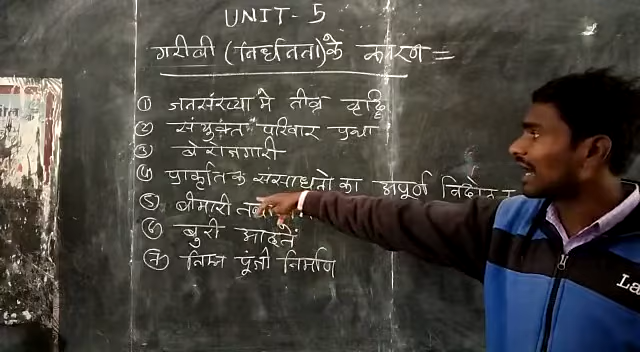 UNIT-5
गरीबी (निर्धनता) के कारण =
① जनसंख्या मे तीव्र वृद्धि
② संयुक्त परिवार प्रथा
③ बेरोजगारी
④ प्राकृतिक संसाधनो का अपूर्ण
⑤ बीमारी
⑥ बुरी आदतें
⑦ निम्न पूंजी निर्माण
La